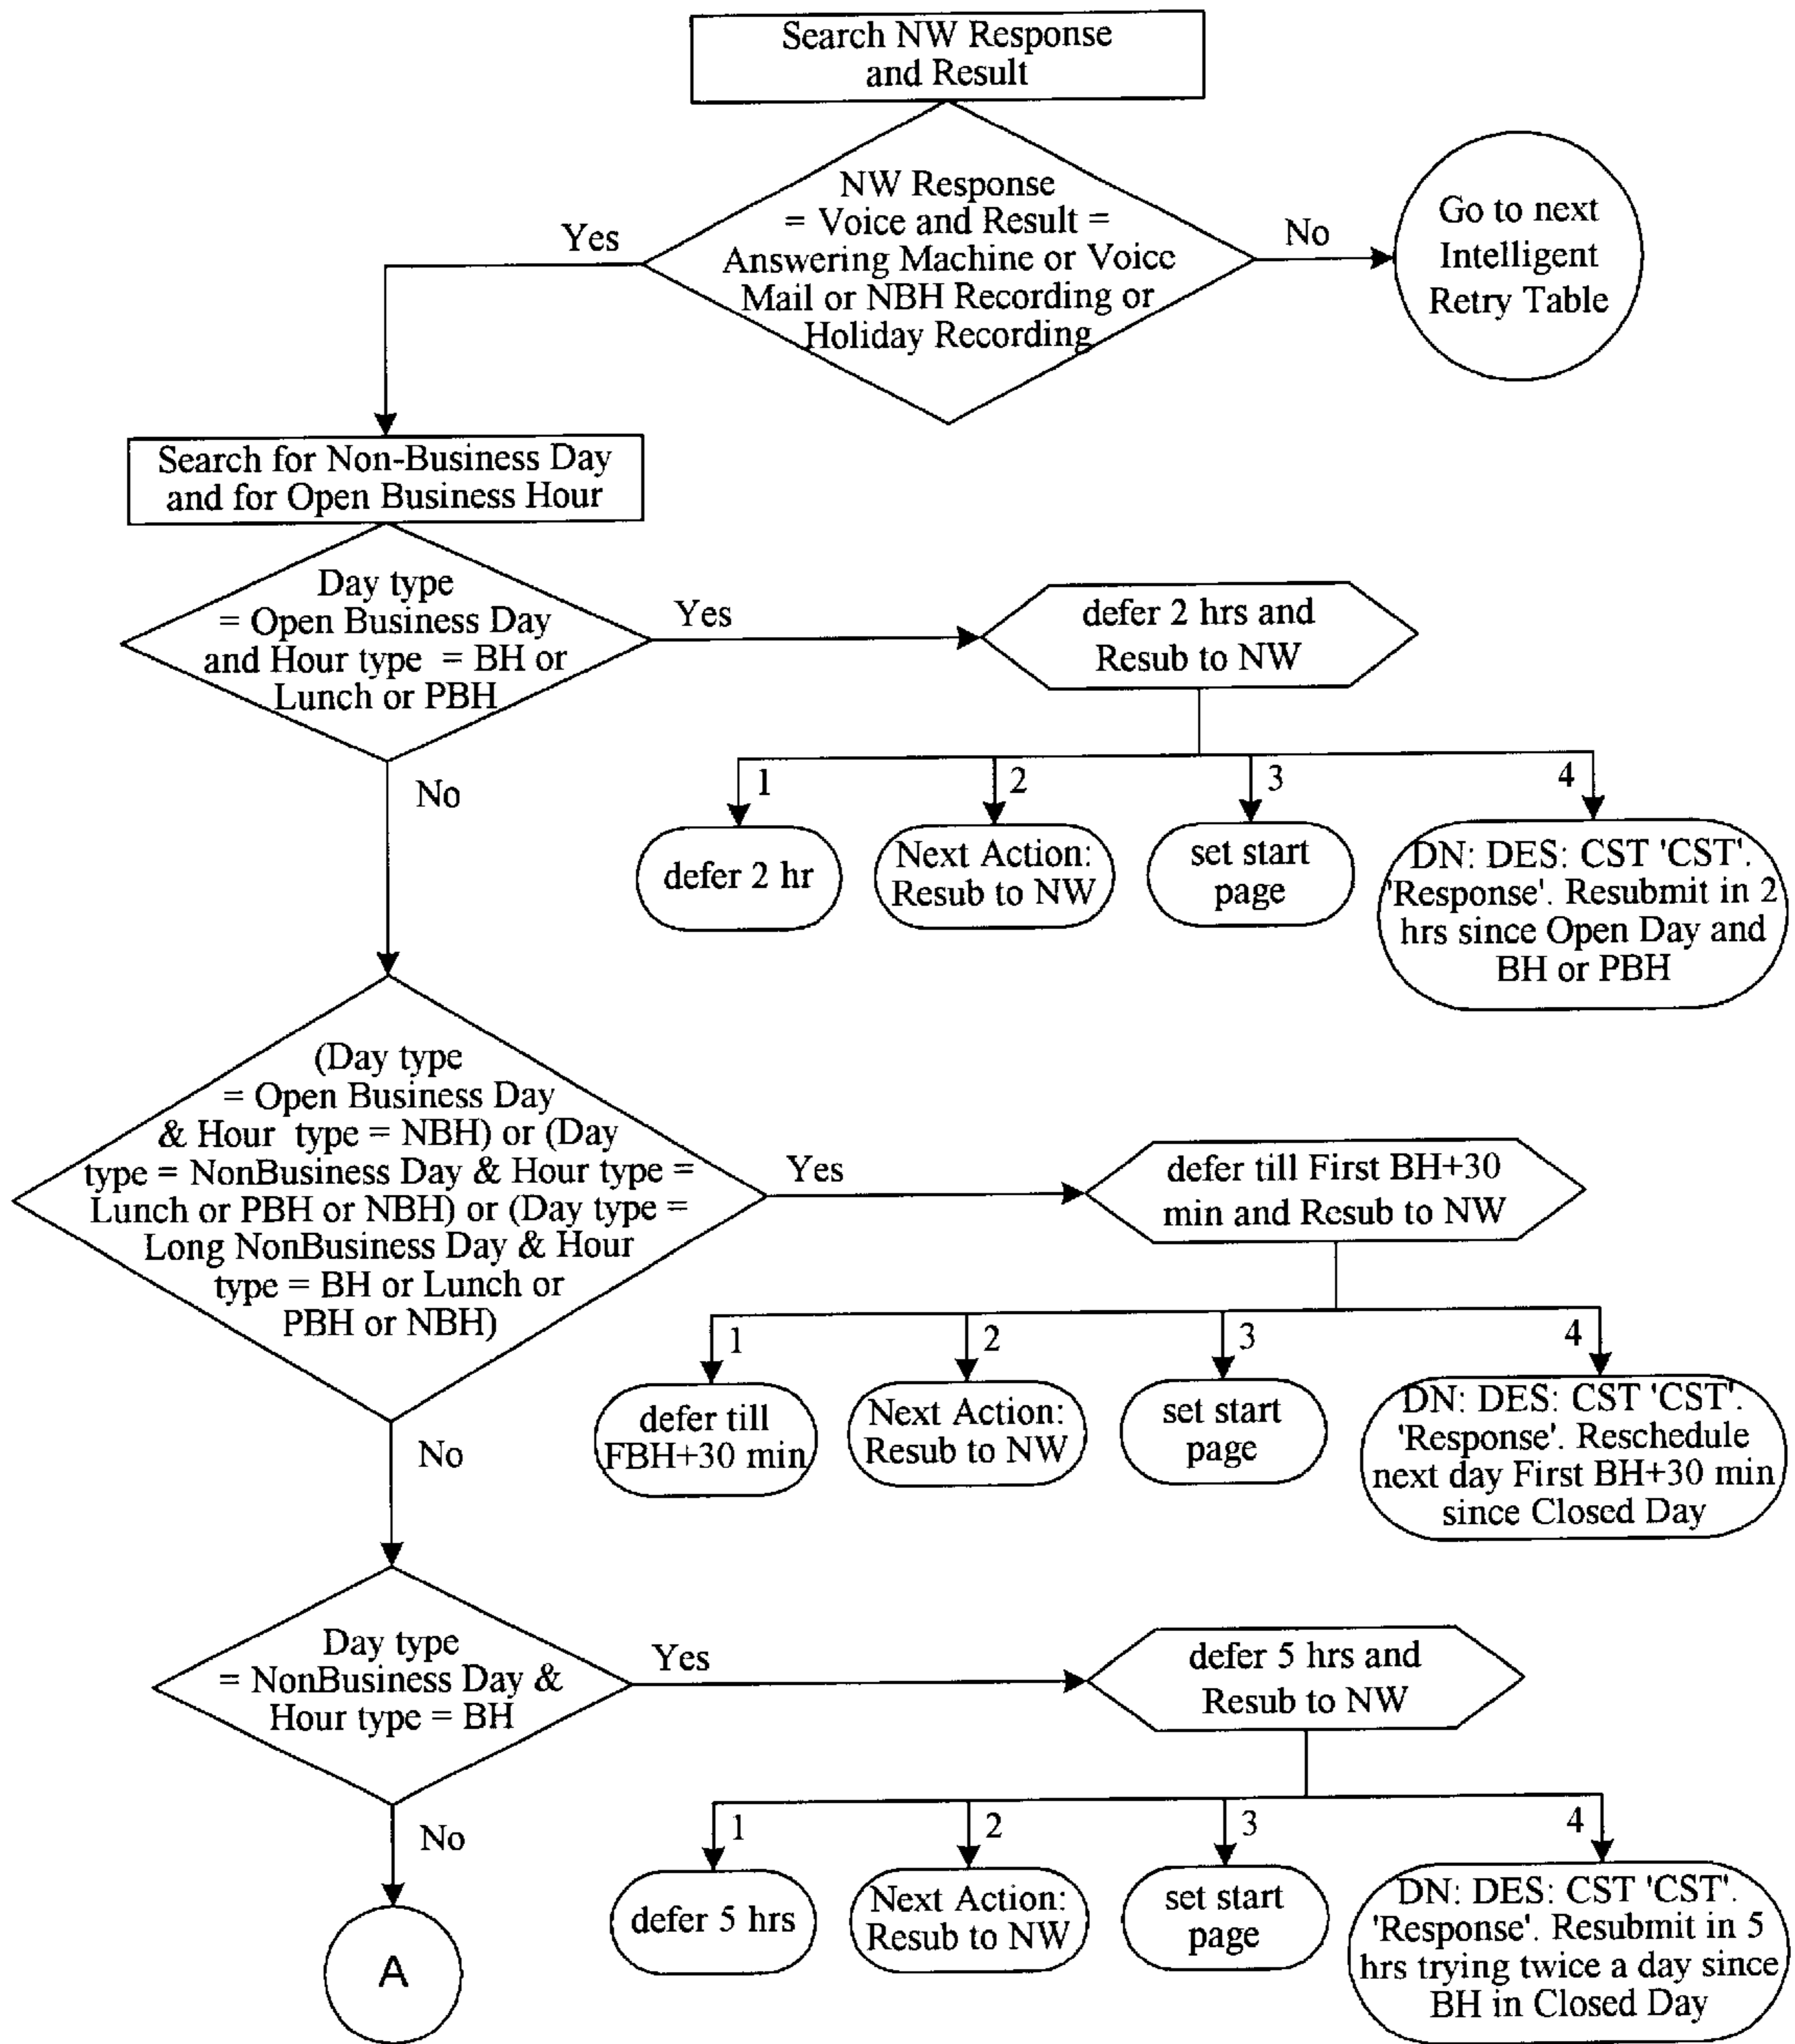 Search NW Response
and Result
NW Response
= Voice and Result =
Answering Machine or Voice
Mail or NBH Recording or
Holiday Recording
Yes
No
Go to next
Intelligent
Retry Table
Search for Non-Business Day
and for Open Business Hour
Day type
= Open Business Day
and Hour type = BH or
Lunch or PBH
Yes
defer 2 hrs and
Resub to NW
No
1
2
3
4
defer 2 hr
Next Action:
Resub to NW
set start
page
DN: DES: CST 'CST'.
'Response'. Resubmit in 2
hrs since Open Day and
BH or PBH
(Day type
= Open Business Day
& Hour type = NBH) or (Day
type = NonBusiness Day & Hour type =
Lunch or PBH or NBH) or (Day type =
Long NonBusiness Day & Hour
type = BH or Lunch or
PBH or NBH)
Yes
defer till First BH+30
min and Resub to NW
No
1
2
3
4
defer till
FBH+30 min
Next Action:
Resub to NW
set start
page
DN: DES: CST 'CST'.
'Response'. Reschedule
next day First BH+30 min
since Closed Day
Day type
= NonBusiness Day &
Hour type = BH
Yes
defer 5 hrs and
Resub to NW
No
1
2
3
4
defer 5 hrs
Next Action:
Resub to NW
set start
page
DN: DES: CST 'CST'.
'Response'. Resubmit in 5
hrs trying twice a day since
BH in Closed Day
A